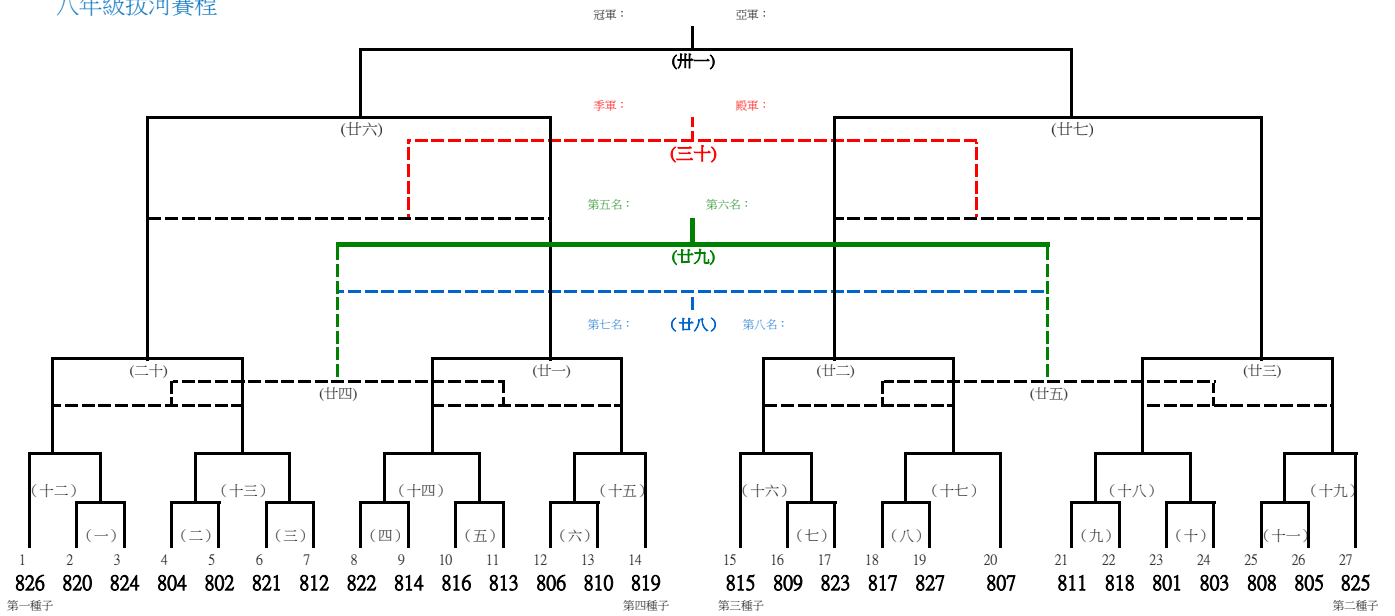 八年級拔河賽程
冠軍： 亞軍：
(卅一)
季軍： 殿軍：
(廿六) (廿七)
(三十)
第五名： 第六名：
(廿九)
第七名： （廿八） 第八名：
(二十) (廿一) (廿二) (廿三)
(廿四) (廿五)
（十二） （十三） （十四） （十五） （十六） （十七） （十八） （十九）
（一） （二） （三） （四） （五） （六） （七） （八） （九） （十） （十一）
1 2 3 4 5 6 7 8 9 10 11 12 13 14 15 16 17 18 19 20 21 22 23 24 25 26 27
826 820 824 804 802 821 812 822 814 816 813 806 810 819 815 809 823 817 827 807 811 818 801 803 808 805 825
第一種子 第四種子 第三種子 第二種子